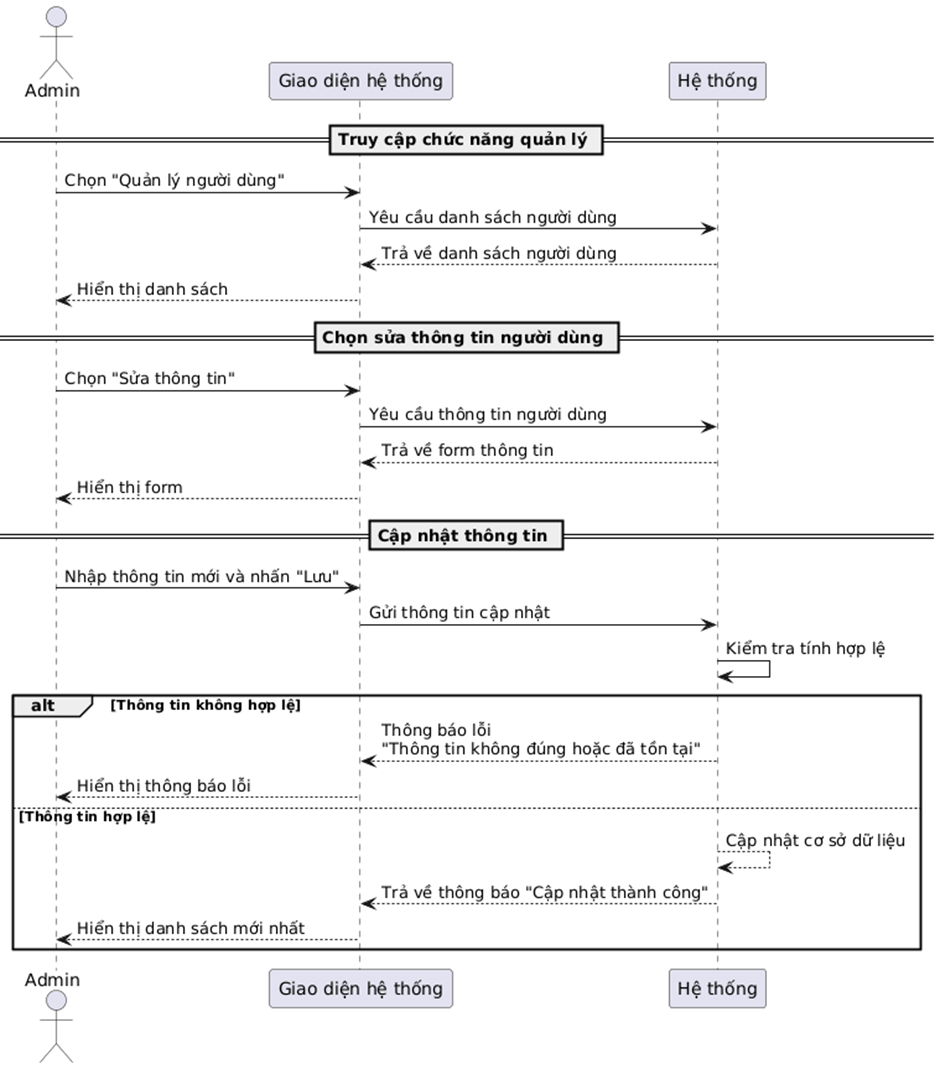 Admin
Giao diện hệ thống
Hệ thống
Truy cập chức năng quản lý
Chọn "Quản lý người dùng"
Yêu cầu danh sách người dùng
Trả về danh sách người dùng
Hiển thị danh sách
Chọn sửa thông tin người dùng
Chọn "Sửa thông tin"
Yêu cầu thông tin người dùng
Trả về form thông tin
Hiển thị form
Cập nhật thông tin
Nhập thông tin mới và nhấn "Lưu"
Gửi thông tin cập nhật
Kiểm tra tính hợp lệ
alt
[Thông tin không hợp lệ]
Thông báo lỗi
"Thông tin không đúng hoặc đã tồn tại"
Hiển thị thông báo lỗi
[Thông tin hợp lệ]
Cập nhật cơ sở dữ liệu
Trả về thông báo "Cập nhật thành công"
Hiển thị danh sách mới nhất
Admin
Giao diện hệ thống
Hệ thống